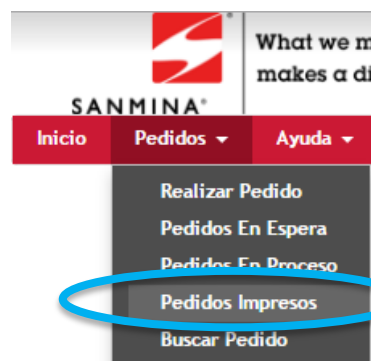 What we m
makes a di
SANMINA®
Inicio Pedidos Ayuda
Realizar Pedido
Pedidos En Espera
Pedidos En Proceso
Pedidos Impresos
Buscar Pedido